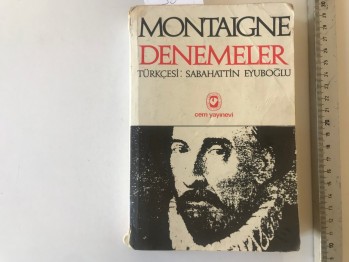 MONTAIGNE
DENEMELER
TÜRKÇESİ: SABAHATTİN EYUBOĞLU
cem yayınevi